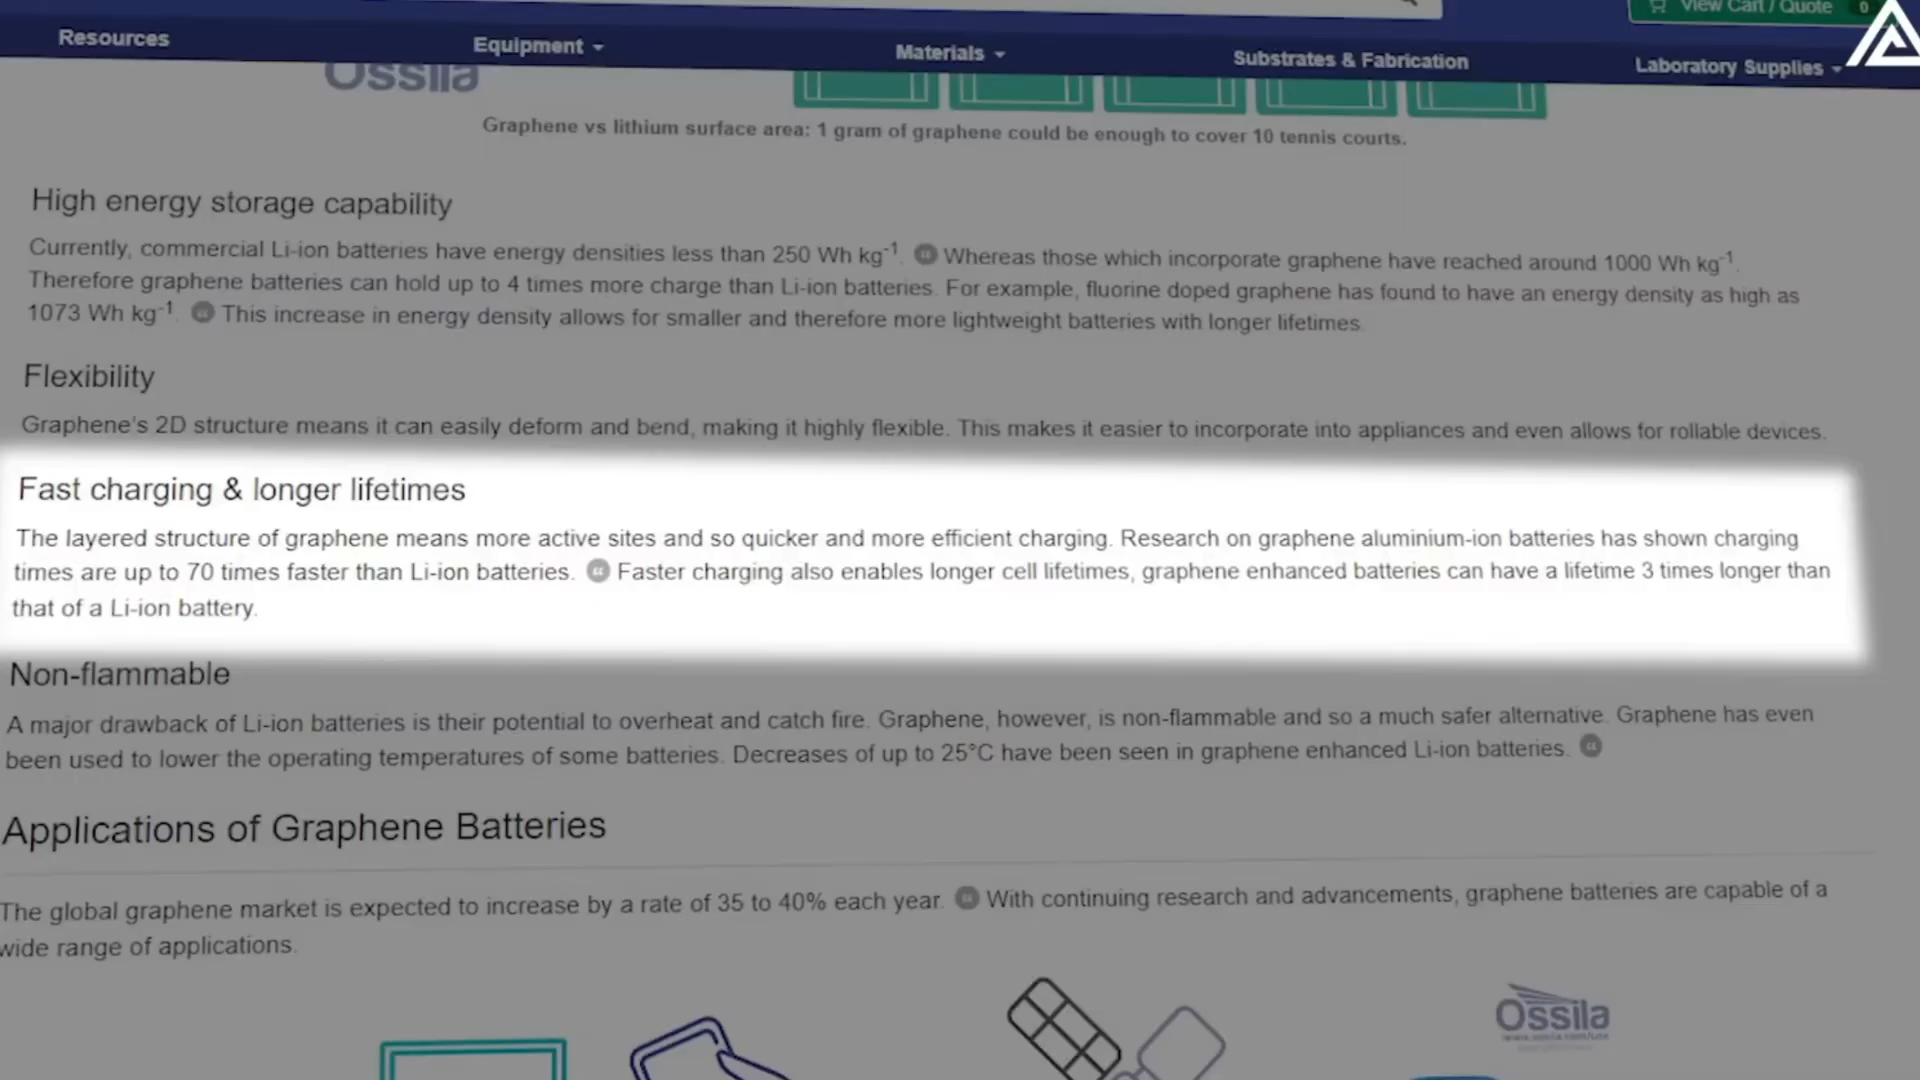 View Cart / Quote 0
Resources Equipment Materials Substrates & Fabrication Laboratory Supplies
Ossila
Graphene vs lithium surface area: 1 gram of graphene could be enough to cover 10 tennis courts.
High energy storage capability
Currently, commercial Li-ion batteries have energy densities less than 250 Wh kg⁻¹. Whereas those which incorporate graphene have reached around 1000 Wh kg⁻¹.
Therefore graphene batteries can hold up to 4 times more charge than Li-ion batteries. For example, fluorine doped graphene has found to have an energy density as high as
1073 Wh kg⁻¹. This increase in energy density allows for smaller and therefore more lightweight batteries with longer lifetimes.
Flexibility
Graphene's 2D structure means it can easily deform and bend, making it highly flexible. This makes it easier to incorporate into appliances and even allows for rollable devices.
Fast charging & longer lifetimes
The layered structure of graphene means more active sites and so quicker and more efficient charging. Research on graphene aluminium-ion batteries has shown charging
times are up to 70 times faster than Li-ion batteries. Faster charging also enables longer cell lifetimes, graphene enhanced batteries can have a lifetime 3 times longer than
that of a Li-ion battery.
Non-flammable
A major drawback of Li-ion batteries is their potential to overheat and catch fire. Graphene, however, is non-flammable and so a much safer alternative. Graphene has even
been used to lower the operating temperatures of some batteries. Decreases of up to 25°C have been seen in graphene enhanced Li-ion batteries.
Applications of Graphene Batteries
The global graphene market is expected to increase by a rate of 35 to 40% each year. With continuing research and advancements, graphene batteries are capable of a
wide range of applications.
Ossila